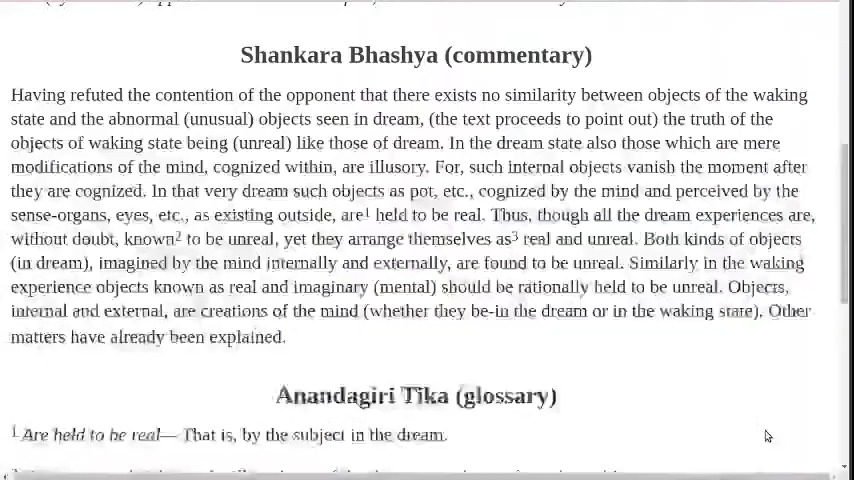 Shankara Bhashya (commentary)
Having refuted the contention of the opponent that there exists no similarity between objects of the waking
state and the abnormal (unusual) objects seen in dream, (the text proceeds to point out) the truth of the
objects of waking state being (unreal) like those of dream. In the dream state also those which are mere
modifications of the mind, cognized within, are illusory. For, such internal objects vanish the moment after
they are cognized. In that very dream such objects as pot, etc., cognized by the mind and perceived by the
sense-organs, eyes, etc., as existing outside, are¹ held to be real. Thus, though all the dream experiences are,
without doubt, known² to be unreal, yet they arrange themselves as³ real and unreal. Both kinds of objects
(in dream), imagined by the mind internally and externally, are found to be unreal. Similarly in the waking
experience objects known as real and imaginary (mental) should be rationally held to be unreal. Objects,
internal and external, are creations of the mind (whether they be-in the dream or in the waking state). Other
matters have already been explained.
Anandagiri Tika (glossary)
¹ Are held to be real— That is, by the subject in the dream.